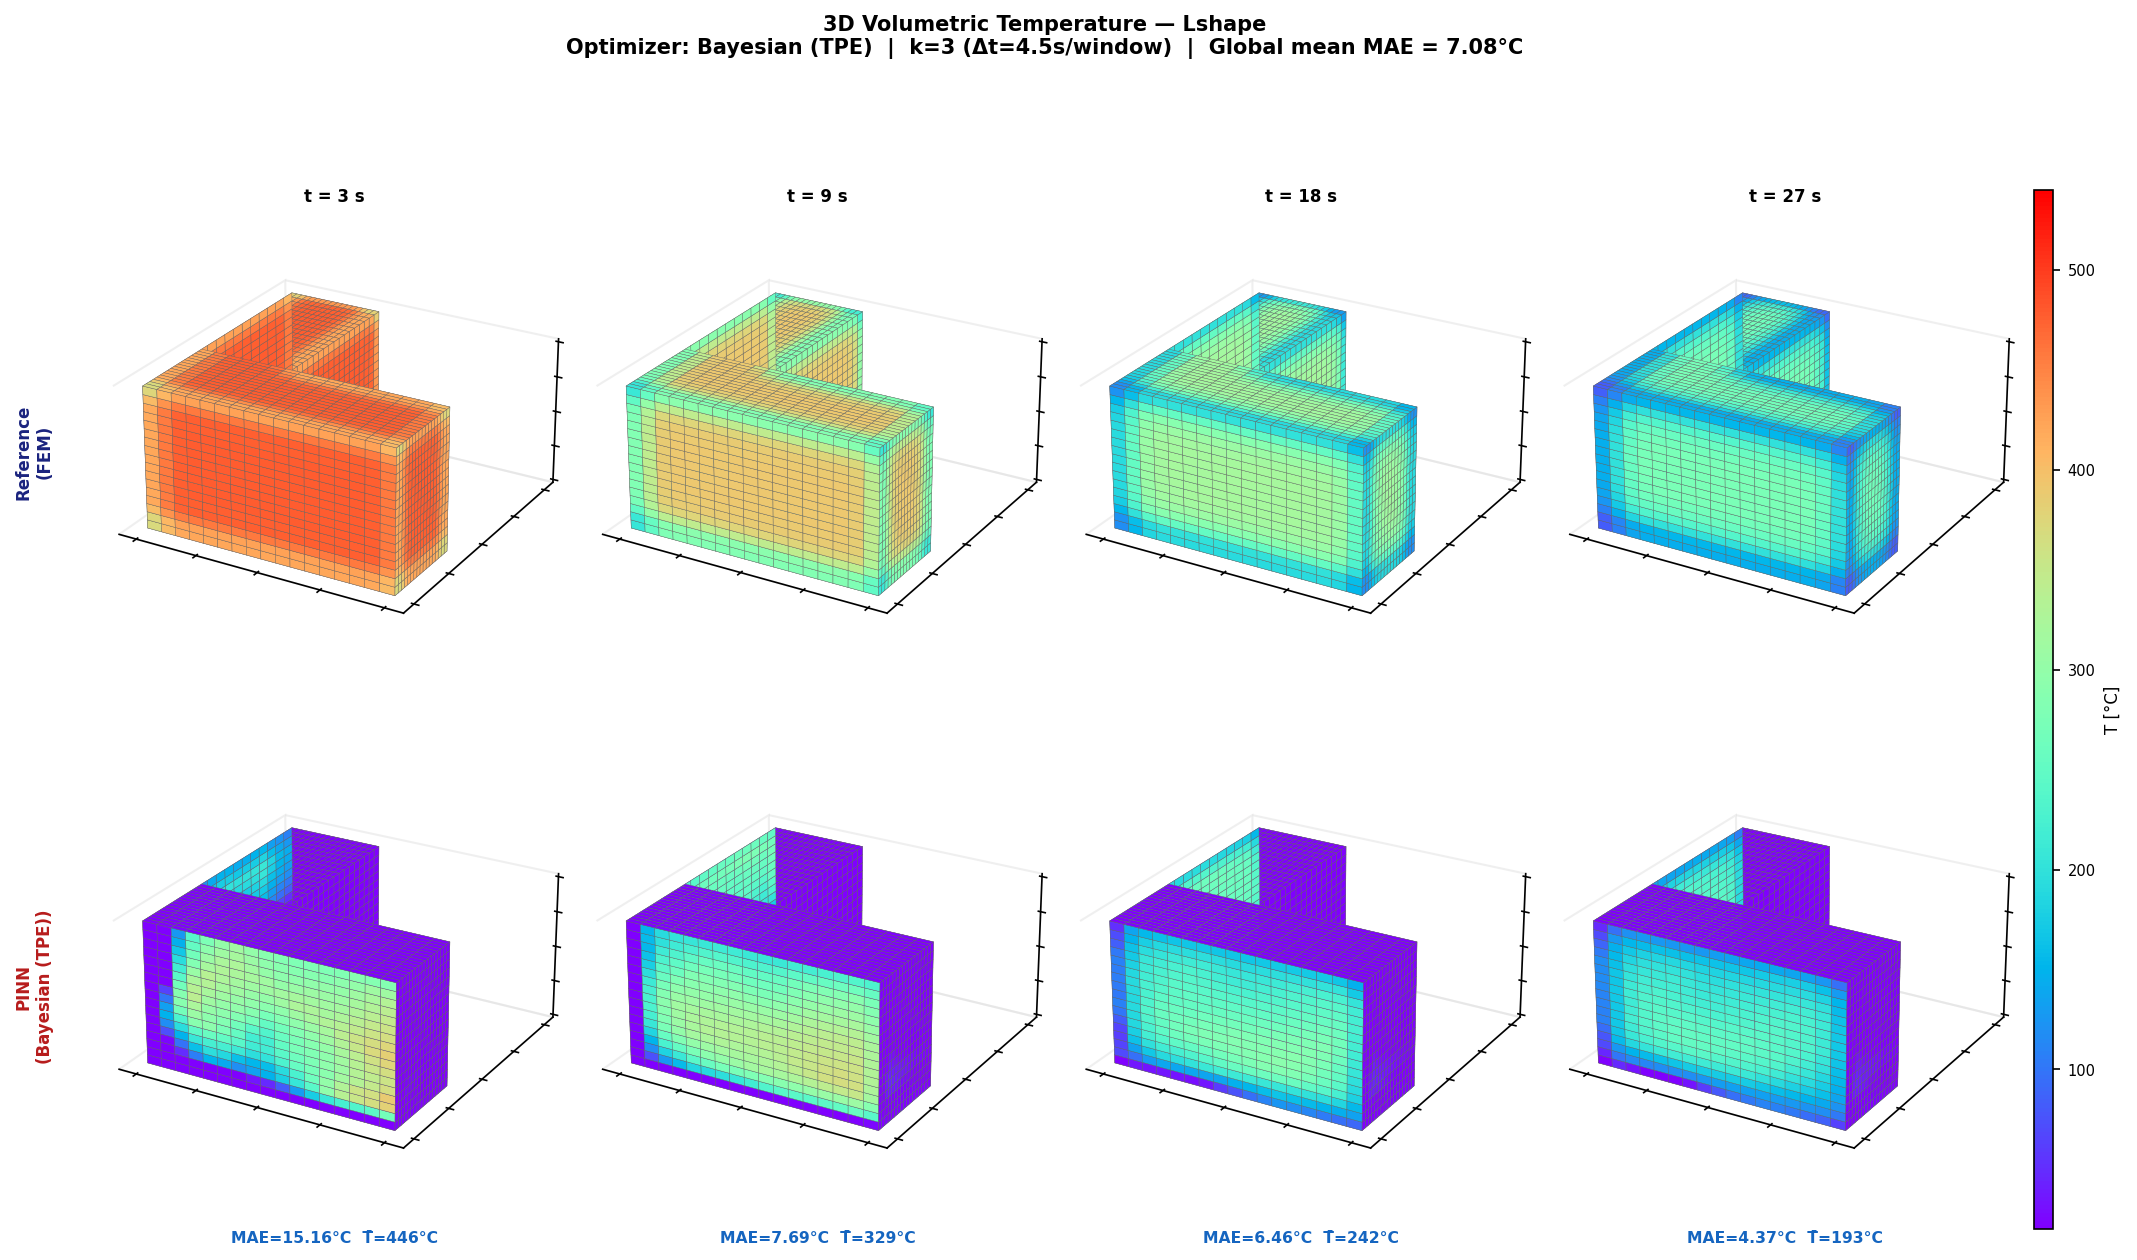 3D Volumetric Temperature — Lshape
Optimizer: Bayesian (TPE) | k=3 (Δt=4.5s/window) | Global mean MAE = 7.08°C
t = 3 s
t = 9 s
t = 18 s
t = 27 s
Reference
(FEM)
500
400
300
200
100
T [°C]
PINN
(Bayesian (TPE))
MAE=15.16°C T̄=446°C
MAE=7.69°C T̄=329°C
MAE=6.46°C T̄=242°C
MAE=4.37°C T̄=193°C